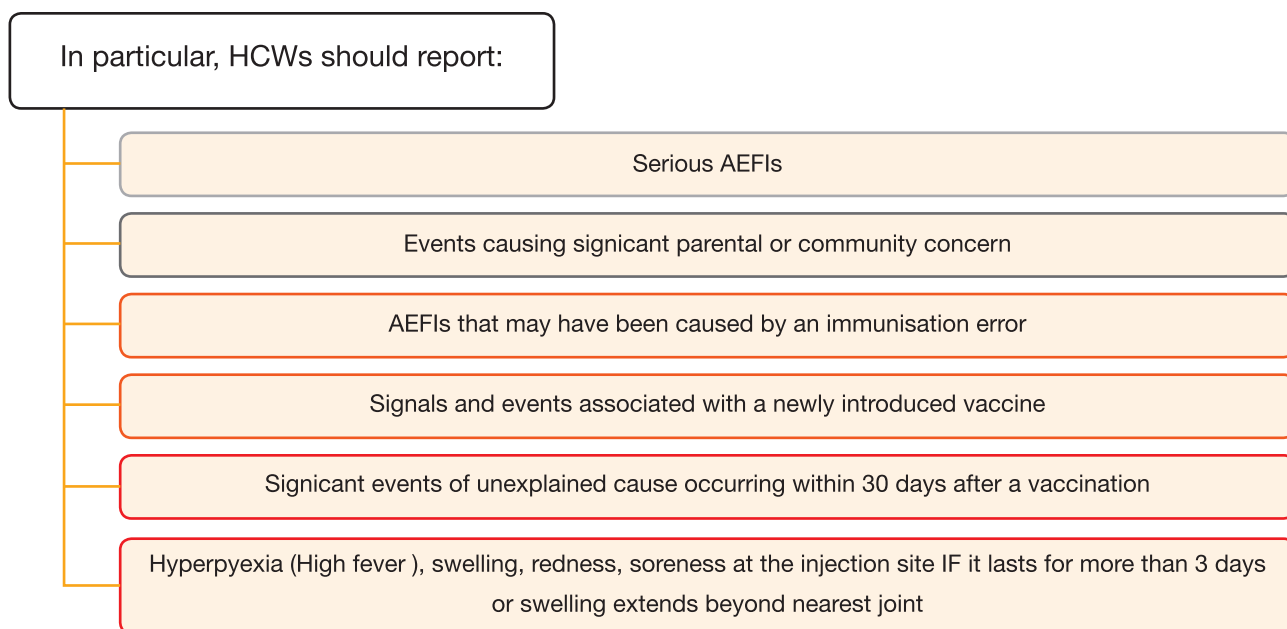 In particular, HCWs should report:
Serious AEFIs
Events causing signicant parental or community concern
AEFIs that may have been caused by an immunisation error
Signals and events associated with a newly introduced vaccine
Signicant events of unexplained cause occurring within 30 days after a vaccination
Hyperpyexia (High fever ), swelling, redness, soreness at the injection site IF it lasts for more than 3 days
or swelling extends beyond nearest joint